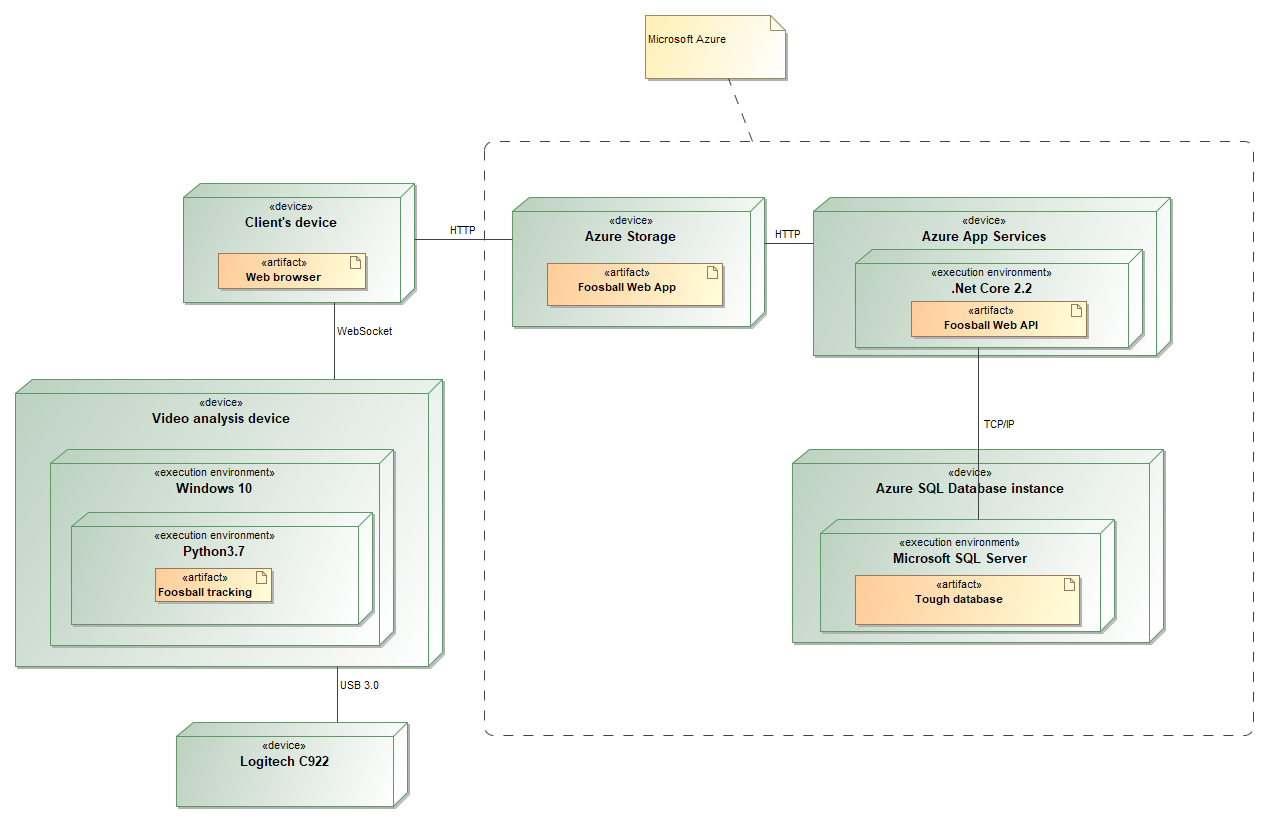 Microsoft Azure
«device»
Client's device
«artifact»
Web browser
HTTP
«device»
Azure Storage
«artifact»
Foosball Web App
HTTP
«device»
Azure App Services
«execution environment»
.Net Core 2.2
«artifact»
Foosball Web API
WebSocket
«device»
Video analysis device
«execution environment»
Windows 10
«execution environment»
Python3.7
«artifact»
Foosball tracking
TCP/IP
«device»
Azure SQL Database instance
«execution environment»
Microsoft SQL Server
«artifact»
Tough database
USB 3.0
«device»
Logitech C922